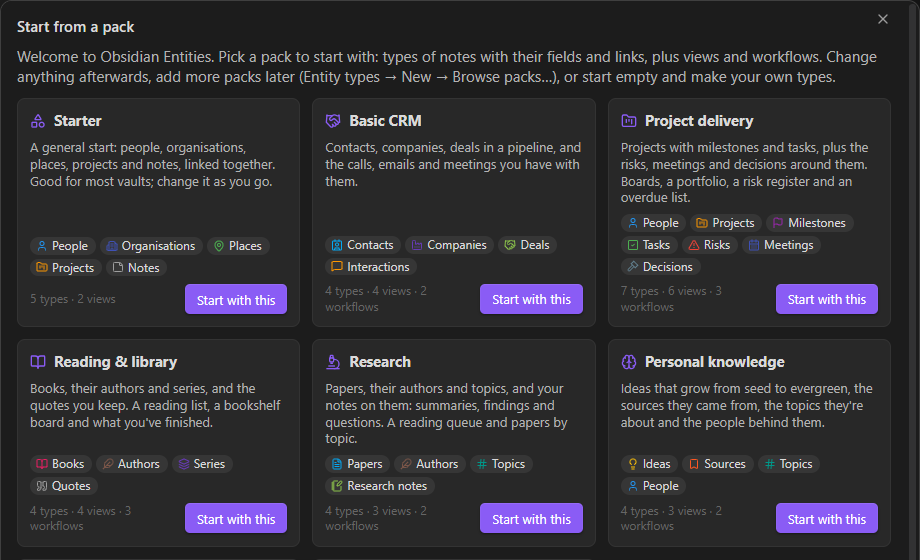 Start from a pack
Welcome to Obsidian Entities. Pick a pack to start with: types of notes with their fields and links, plus views and workflows. Change
anything afterwards, add more packs later (Entity types → New → Browse packs...), or start empty and make your own types.
Starter
A general start: people, organisations,
places, projects and notes, linked together.
Good for most vaults; change it as you go.
People
Organisations
Places
Projects
Notes
5 types · 2 views
Start with this
Basic CRM
Contacts, companies, deals in a pipeline, and
the calls, emails and meetings you have with
them.
Contacts
Companies
Deals
Interactions
4 types · 4 views · 2
workflows
Start with this
Project delivery
Projects with milestones and tasks, plus the
risks, meetings and decisions around them.
Boards, a portfolio, a risk register and an
overdue list.
People
Projects
Milestones
Tasks
Risks
Meetings
Decisions
7 types · 6 views · 3
workflows
Start with this
Reading & library
Books, their authors and series, and the
quotes you keep. A reading list, a bookshelf
board and what you've finished.
Books
Authors
Series
Quotes
4 types · 4 views · 3
workflows
Start with this
Research
Papers, their authors and topics, and your
notes on them: summaries, findings and
questions. A reading queue and papers by
topic.
Papers
Authors
Topics
Research notes
4 types · 3 views · 2
workflows
Start with this
Personal knowledge
Ideas that grow from seed to evergreen, the
sources they came from, the topics they're
about and the people behind them.
Ideas
Sources
Topics
People
4 types · 3 views · 2
workflows
Start with this